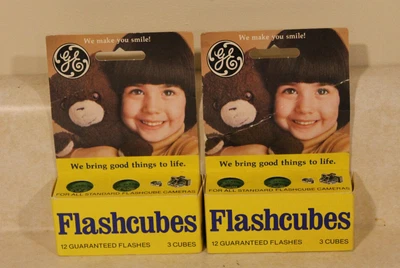 We make you smile!
GE
We bring good things to life.
FOR ALL STANDARD FLASHCUBE CAMERAS
Flashcubes
12 GUARANTEED FLASHES 3 CUBES
We make you smile!
GE
We bring good things to life.
FOR ALL STANDARD FLASHCUBE CAMERAS
Flashcubes
12 GUARANTEED FLASHES 3 CUBES